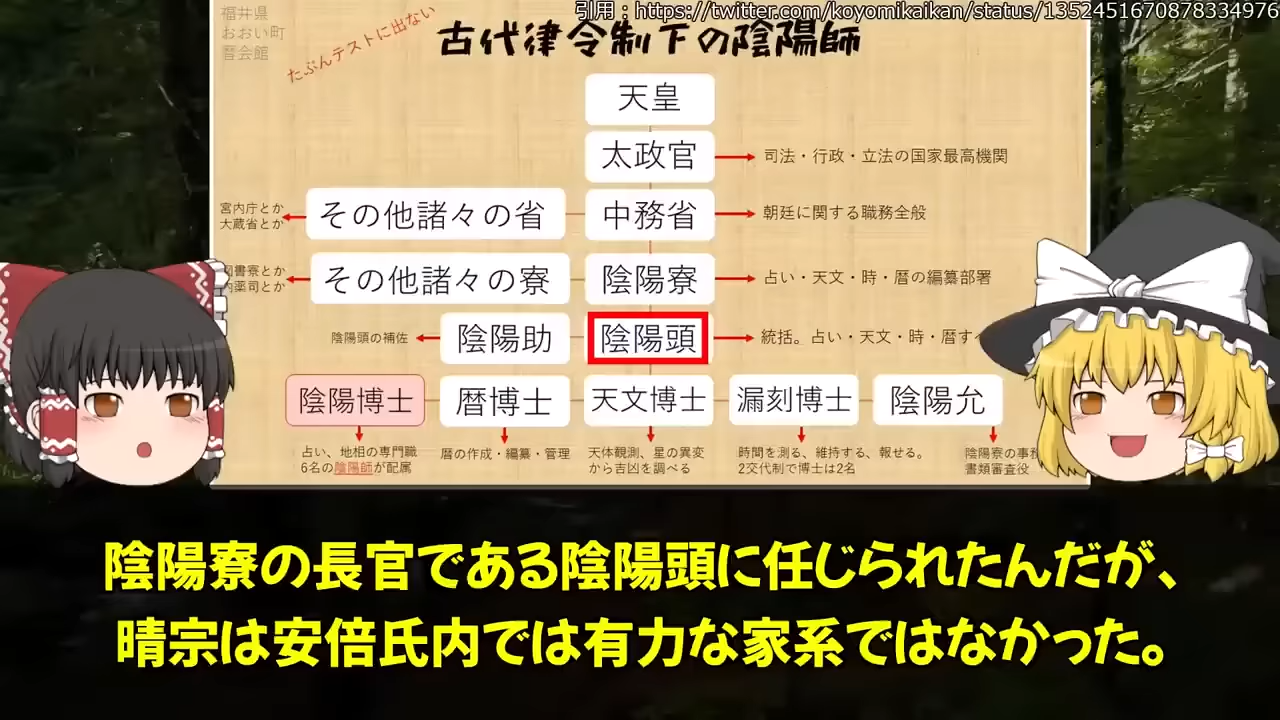 引用：https://twitter.com/koyomikaikan/status/1352451670878334976
福井県
おおい町
暦会館
たぶんテストに出ない
古代律令制下の陰陽師
天皇
太政官
司法・行政・立法の国家最高機関
宮内庁とか
大蔵省とか
その他諸々の省
中務省
朝廷に関する職務全般
図書寮とか
内薬司とか
その他諸々の寮
陰陽寮
占い・天文・時・暦の編纂部署
陰陽頭の補佐
陰陽助
陰陽頭
統括。占い・天文・時・暦す
陰陽博士
暦博士
天文博士
漏刻博士
陰陽允
占い、地相の専門職
6名の陰陽師が配属
暦の作成・編纂・管理
天体観測、星の異変
から吉凶を調べる
時間を測る、維持する、報せる。
2交代制で博士は2名
陰陽寮の事務
書類審査役
陰陽寮の長官である陰陽頭に任じられたんだが、
晴宗は安倍氏内では有力な家系ではなかった。